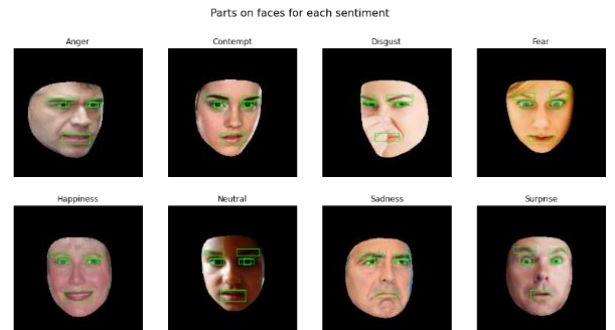 Parts on faces for each sentiment
Anger
Contempt
Disgust
Fear
Happiness
Neutral
Sadness
Surprise